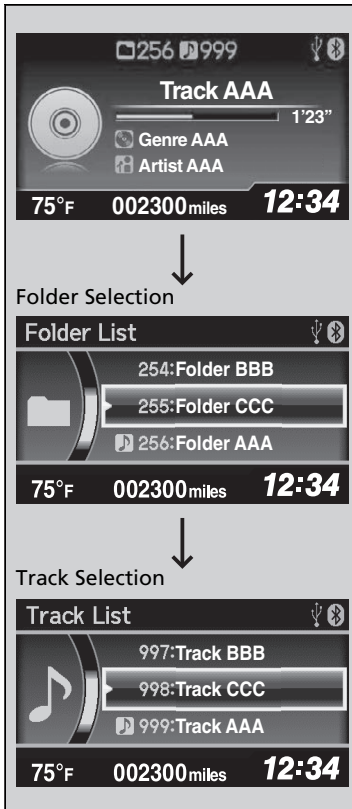 256 999
Track AAA
1’23”
Genre AAA
Artist AAA
75°F 002300miles 12:34
Folder Selection
Folder List
254:Folder BBB
255:Folder CCC
256:Folder AAA
75°F 002300miles 12:34
Track Selection
Track List
997:Track BBB
998:Track CCC
999:Track AAA
75°F 002300miles 12:34